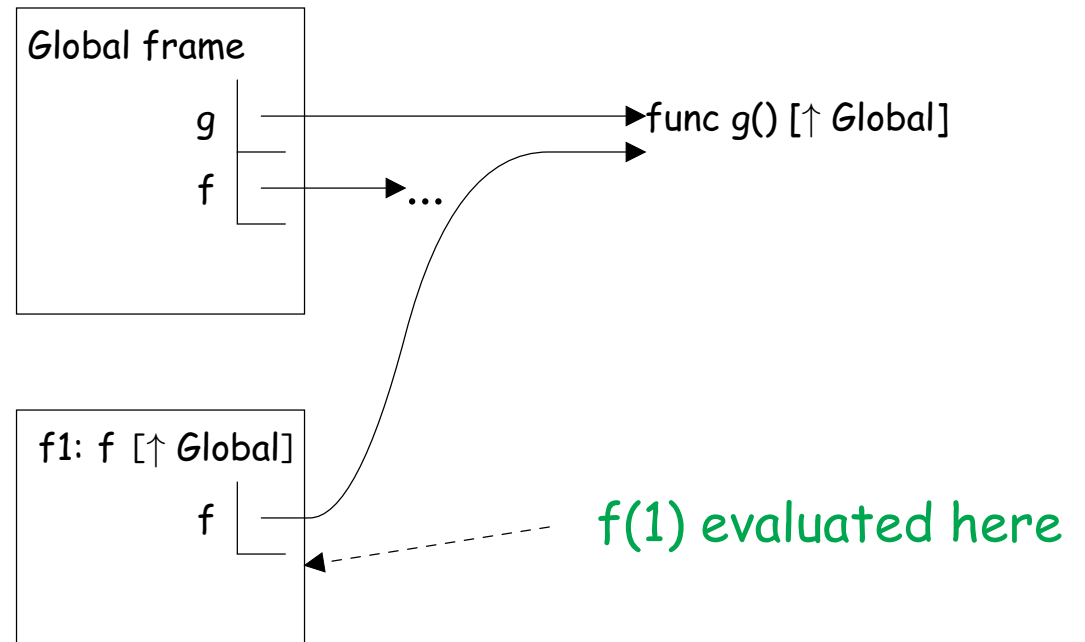 Global frame
g
func g() [↑ Global]
f
...
f1: f [↑ Global]
f
f(1) evaluated here